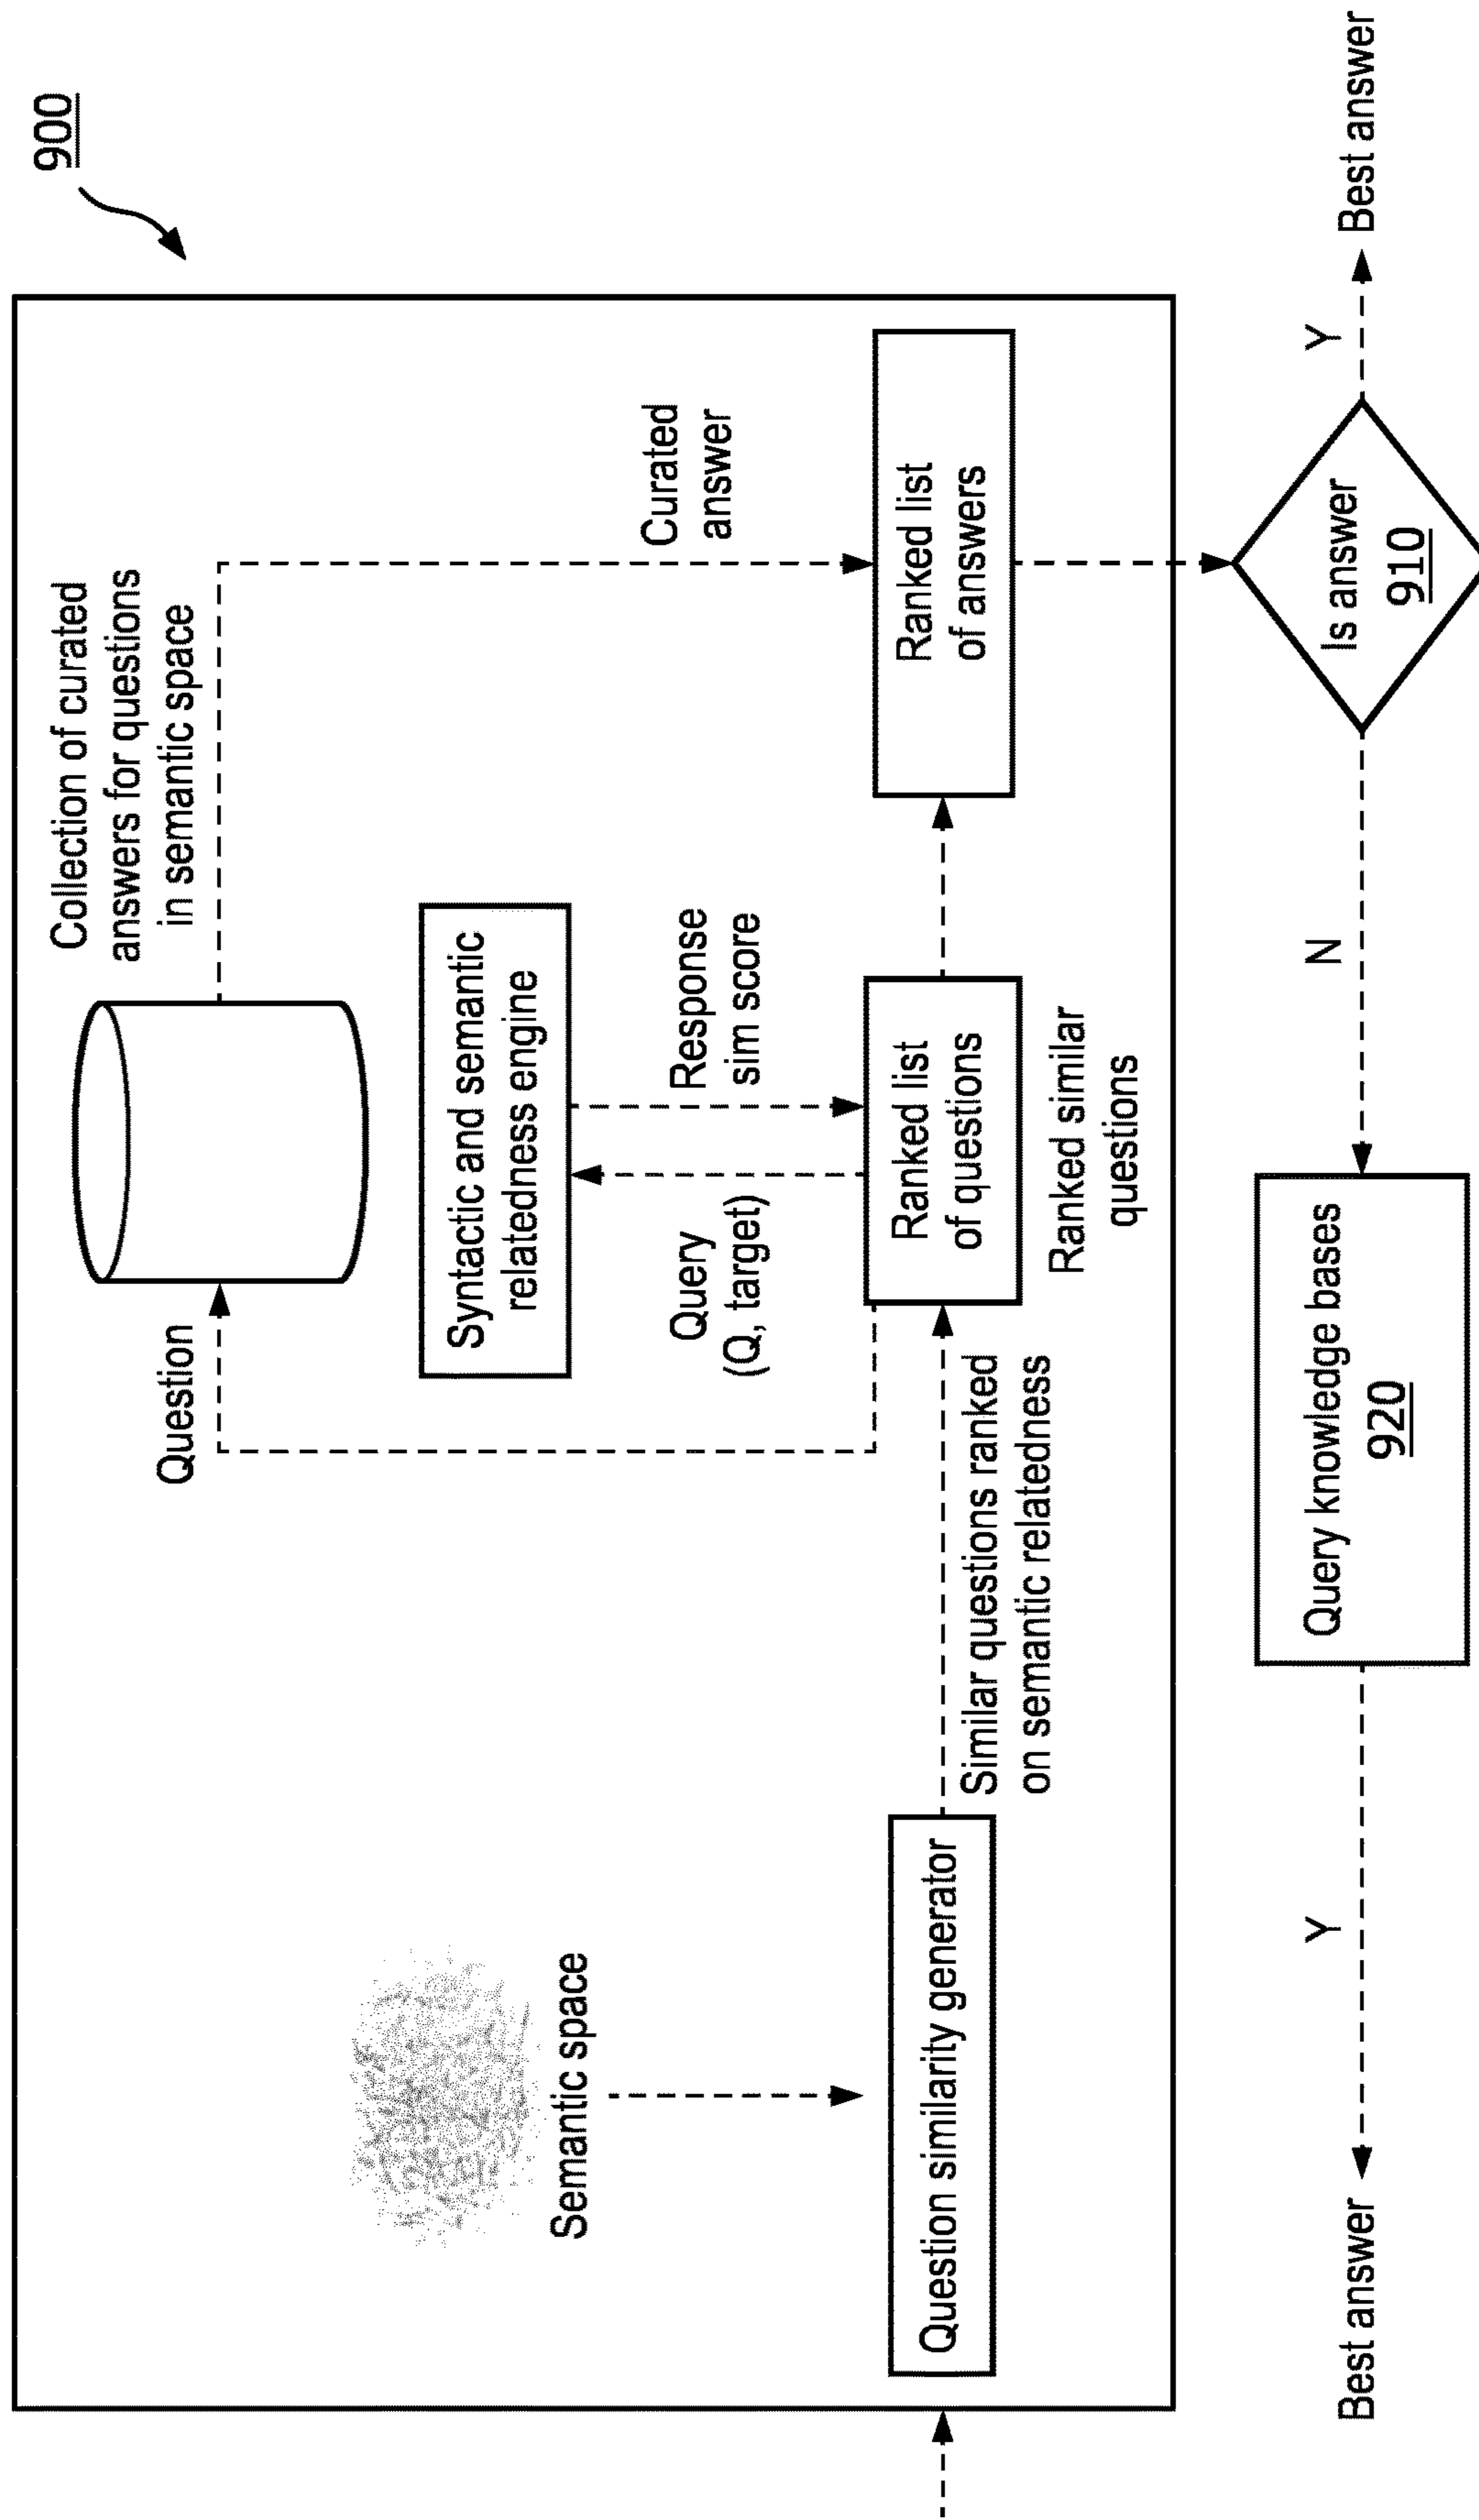 900
Collection of curated
answers for questions
in semantic space
Question
Syntactic and semantic
relatedness engine
Semantic space
Query
(Q, target)
Response
sim score
Curated
answer
Question similarity generator
Similar questions ranked
on semantic relatedness
Ranked list
of questions
Ranked similar
questions
Ranked list
of answers
Best answer
Y
Query knowledge bases
920
N
Is answer
910
Y
Best answer